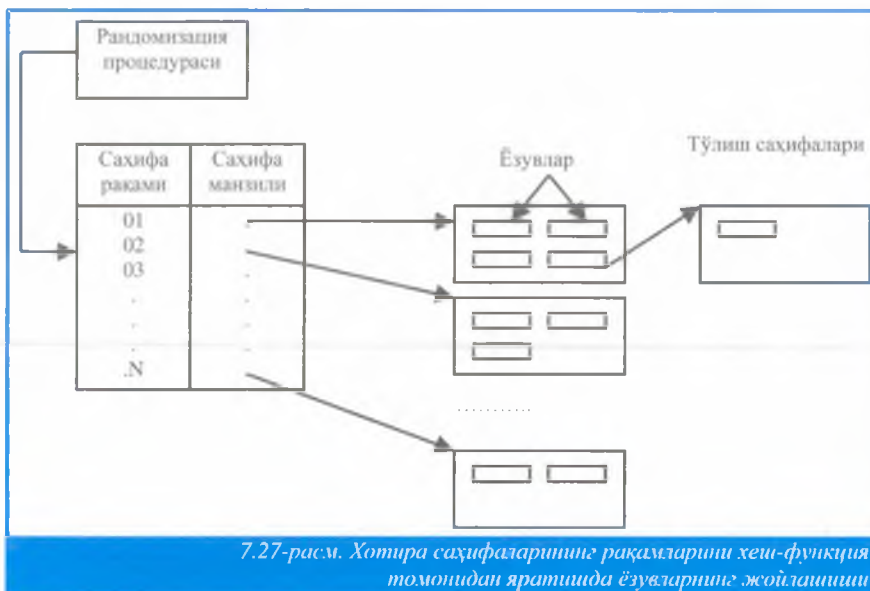 Рандомизация
процедураси
Саҳифа
рақами
Саҳифа
манзили
01
02
03
.
.
.
.N
Ёзувлар
Тўлиш саҳифалари
...........
7.27-расм. Хотира саҳифаларининг рақамларини хеш-функция
томонидан яратишда ёзувларнинг жойлашиши